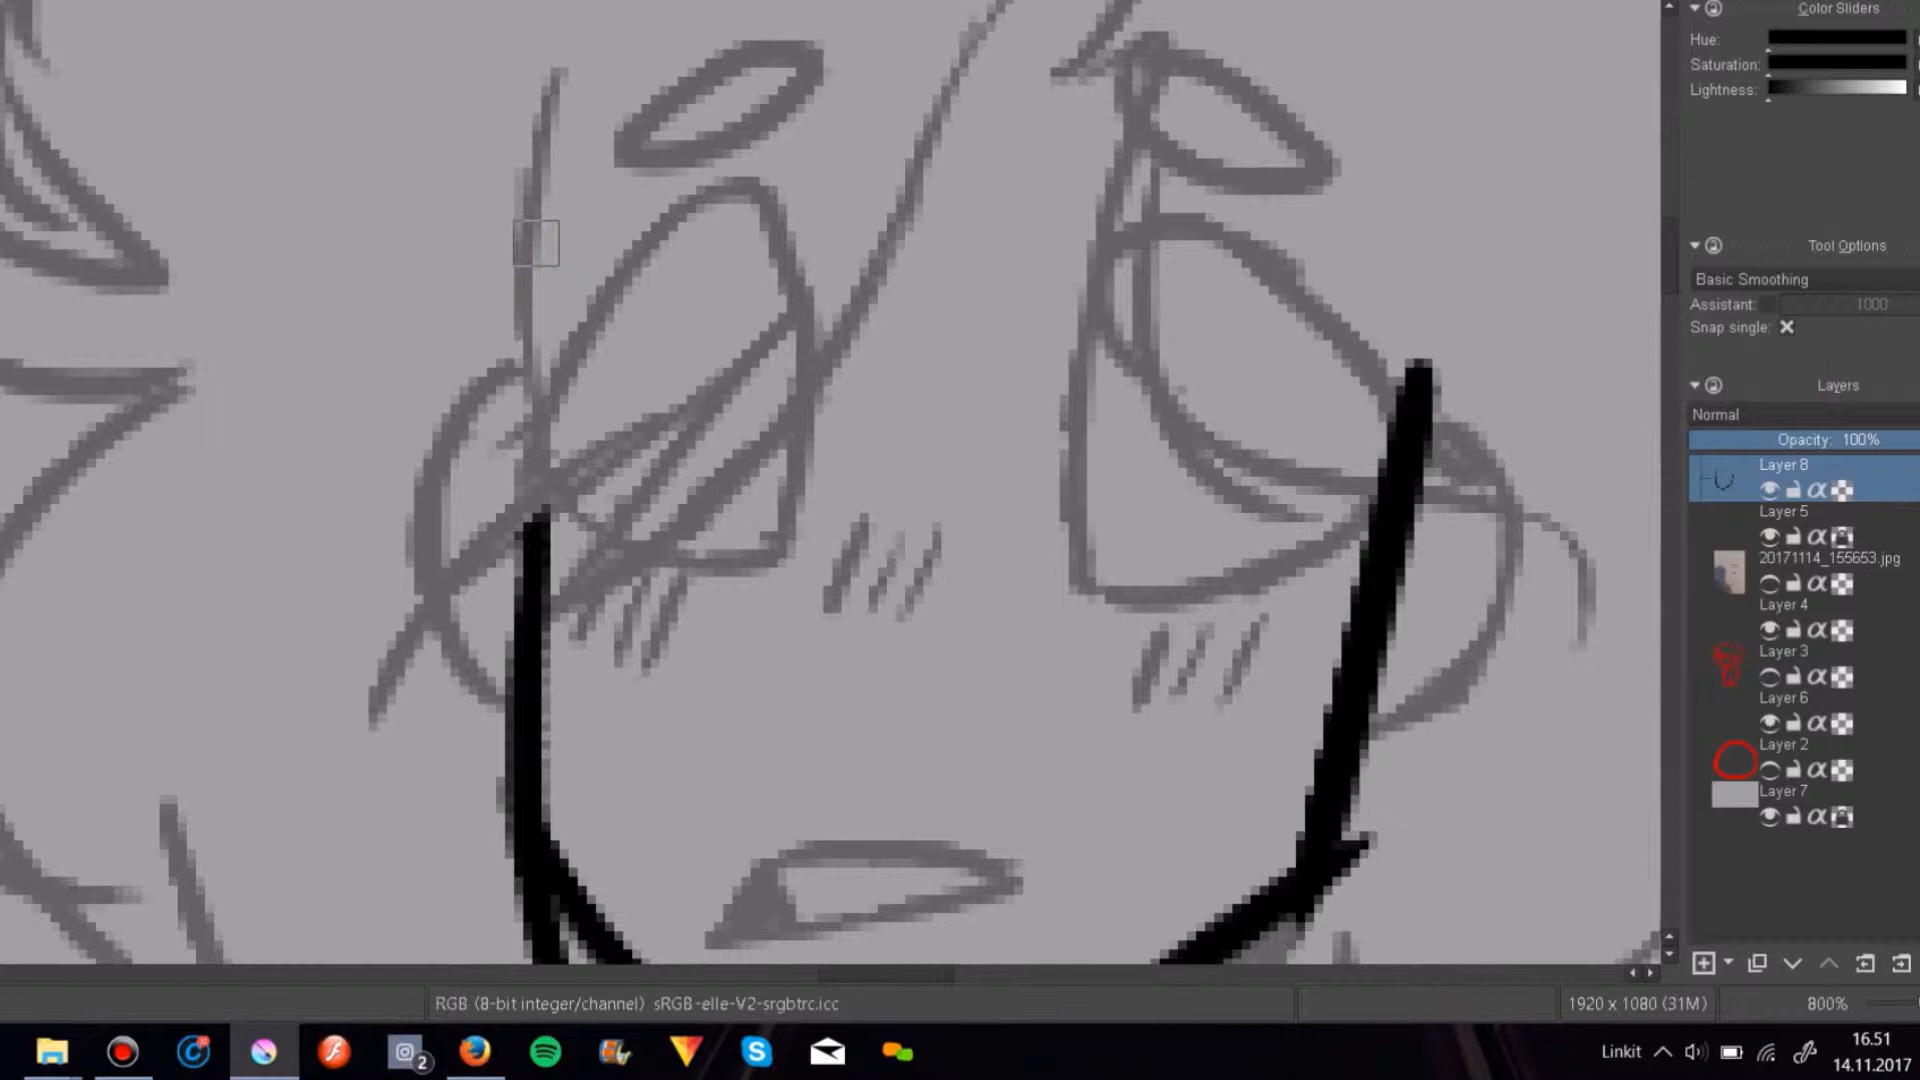 Color Sliders
Hue:
Saturation:
Lightness:
Tool Options
Basic Smoothing
Assistant: 1000
Snap single:
Layers
Normal
Opacity: 100%
Layer 8
Layer 5
20171114_155653.jpg
Layer 4
Layer 3
Layer 6
Layer 2
Layer 7
RGB (8-bit integer/channel) sRGB-elle-V2-srgbtrc.icc
1920 x 1080 (31M)
800%
2
Linkit
16.51
14.11.2017